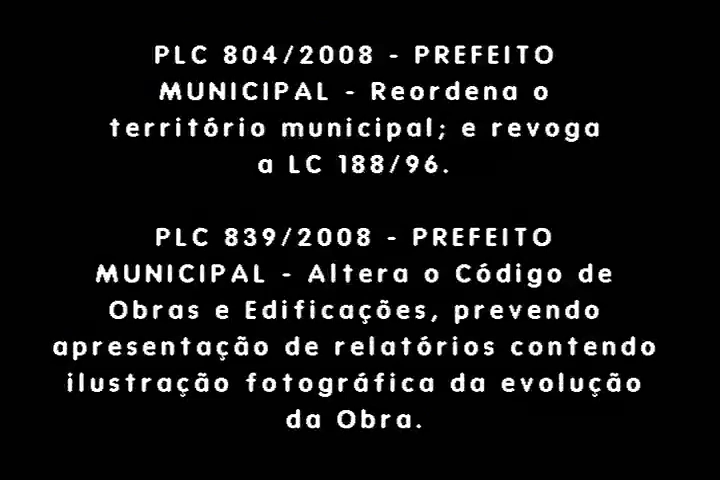 PLC 804/2008 - PREFEITO
MUNICIPAL - Reordena o
território municipal; e revoga
a LC 188/96.
PLC 839/2008 - PREFEITO
MUNICIPAL - Altera o Código de
Obras e Edificações, prevendo
apresentação de relatórios contendo
ilustração fotográfica da evolução
da Obra.